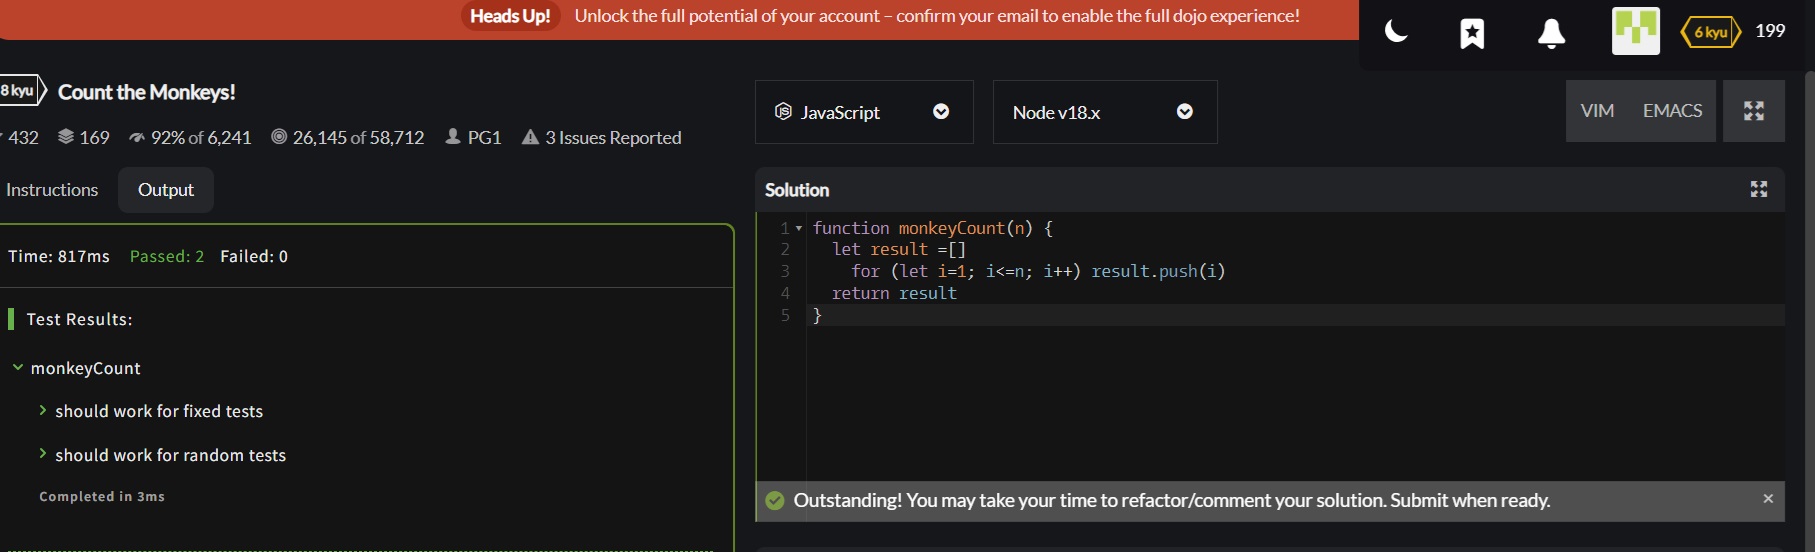 Heads Up! Unlock the full potential of your account – confirm your email to enable the full dojo experience!
6 kyu 199
8 kyu Count the Monkeys!
432 169 92% of 6,241 26,145 of 58,712 PG1 3 Issues Reported
Instructions Output
Time: 817ms Passed: 2 Failed: 0
Test Results:
monkeyCount
should work for fixed tests
should work for random tests
Completed in 3ms
JS JavaScript Node v18.x VIM EMACS
Solution
1 function monkeyCount(n) {
2 let result =[]
3 for (let i=1; i<=n; i++) result.push(i)
4 return result
5 }
Outstanding! You may take your time to refactor/comment your solution. Submit when ready. ×